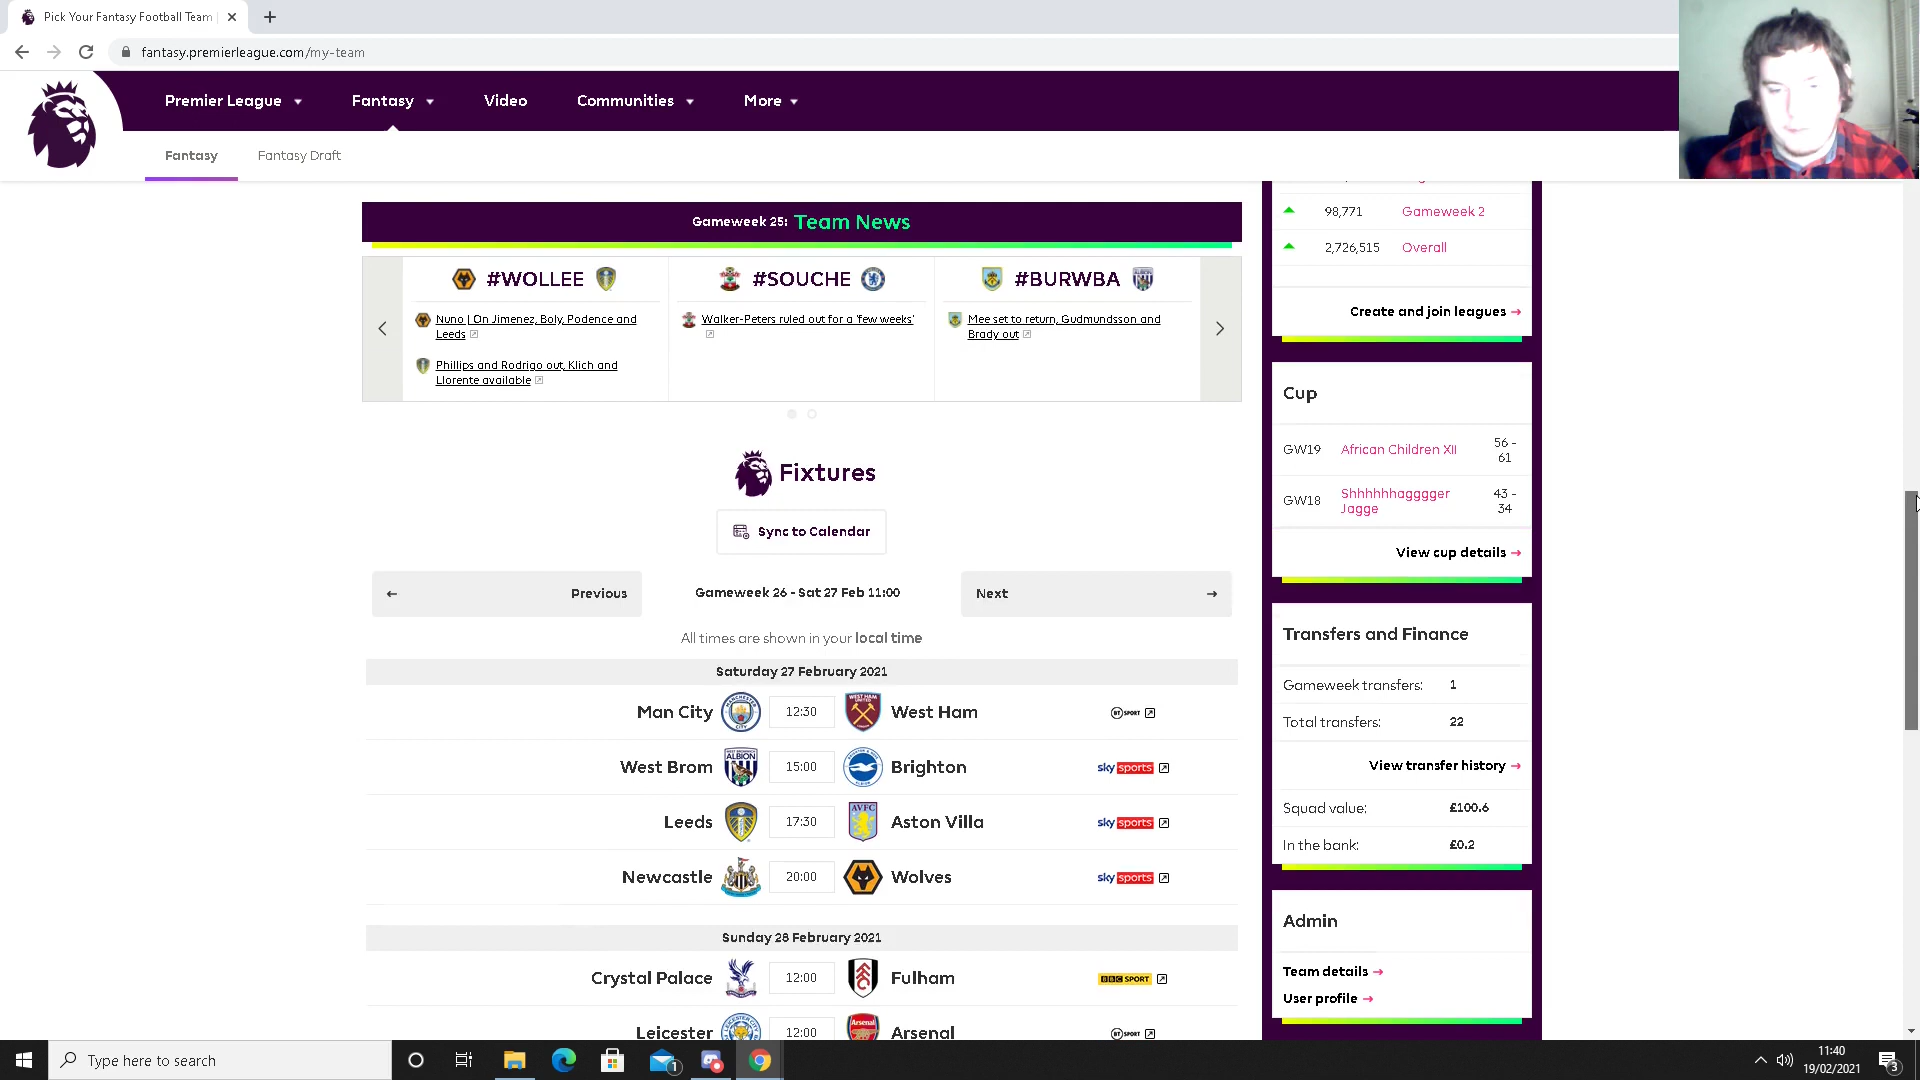 Pick Your Fantasy Football Team
fantasy.premierleague.com/my-team
Premier League
Fantasy
Video
Communities
More
Fantasy
Fantasy Draft
Gameweek 25: Team News
#WOLLEE
Nuno | On Jimenez, Boly, Podence and
Leeds
Phillips and Rodrigo out, Klich and
Llorente available
#SOUCHE
Walker-Peters ruled out for a 'few weeks'
#BURWBA
Mee set to return, Gudmundsson and
Brady out
Fixtures
Sync to Calendar
Previous
Gameweek 26 - Sat 27 Feb 11:00
Next
All times are shown in your local time
Saturday 27 February 2021
Man City 12:30 West Ham BT SPORT
West Brom 15:00 Brighton sky sports
Leeds 17:30 Aston Villa sky sports
Newcastle 20:00 Wolves sky sports
Sunday 28 February 2021
Crystal Palace 12:00 Fulham BBC SPORT
Leicester 12:00 Arsenal BT SPORT
98,771 Gameweek 2
2,726,515 Overall
Create and join leagues
Cup
GW19 African Children XII 56 -
61
GW18 Shhhhhhagggger 43 -
Jagge 34
View cup details
Transfers and Finance
Gameweek transfers: 1
Total transfers: 22
View transfer history
Squad value: £100.6
In the bank: £0.2
Admin
Team details
User profile
Type here to search
1
11:40
19/02/2021
3